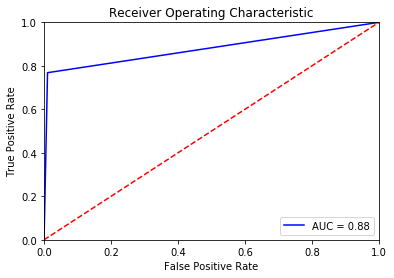 Receiver Operating Characteristic
True Positive Rate
1.0
0.8
0.6
0.4
0.2
0.0
AUC = 0.88
0.0 0.2 0.4 0.6 0.8 1.0
False Positive Rate